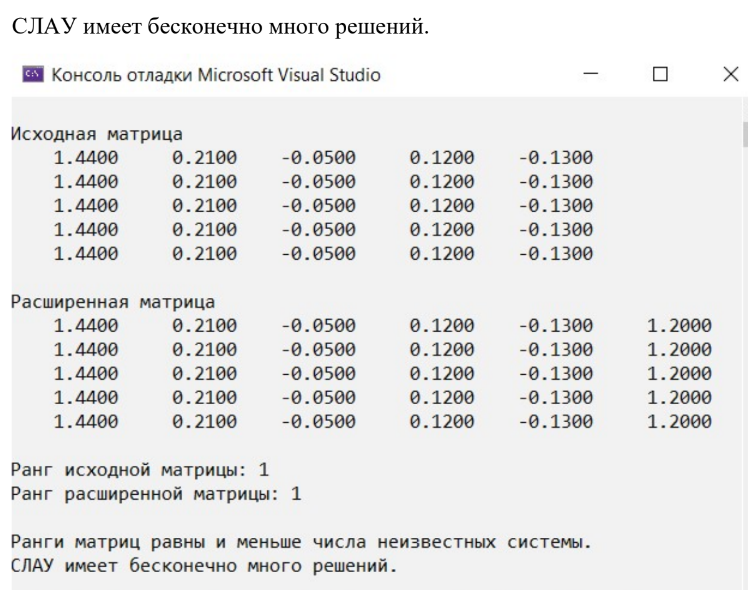 СЛАУ имеет бесконечно много решений.
Консоль отладки Microsoft Visual Studio
Исходная матрица
1.4400 0.2100 -0.0500 0.1200 -0.1300
1.4400 0.2100 -0.0500 0.1200 -0.1300
1.4400 0.2100 -0.0500 0.1200 -0.1300
1.4400 0.2100 -0.0500 0.1200 -0.1300
1.4400 0.2100 -0.0500 0.1200 -0.1300
Расширенная матрица
1.4400 0.2100 -0.0500 0.1200 -0.1300 1.2000
1.4400 0.2100 -0.0500 0.1200 -0.1300 1.2000
1.4400 0.2100 -0.0500 0.1200 -0.1300 1.2000
1.4400 0.2100 -0.0500 0.1200 -0.1300 1.2000
1.4400 0.2100 -0.0500 0.1200 -0.1300 1.2000
Ранг исходной матрицы: 1
Ранг расширенной матрицы: 1
Ранги матриц равны и меньше числа неизвестных системы.
СЛАУ имеет бесконечно много решений.